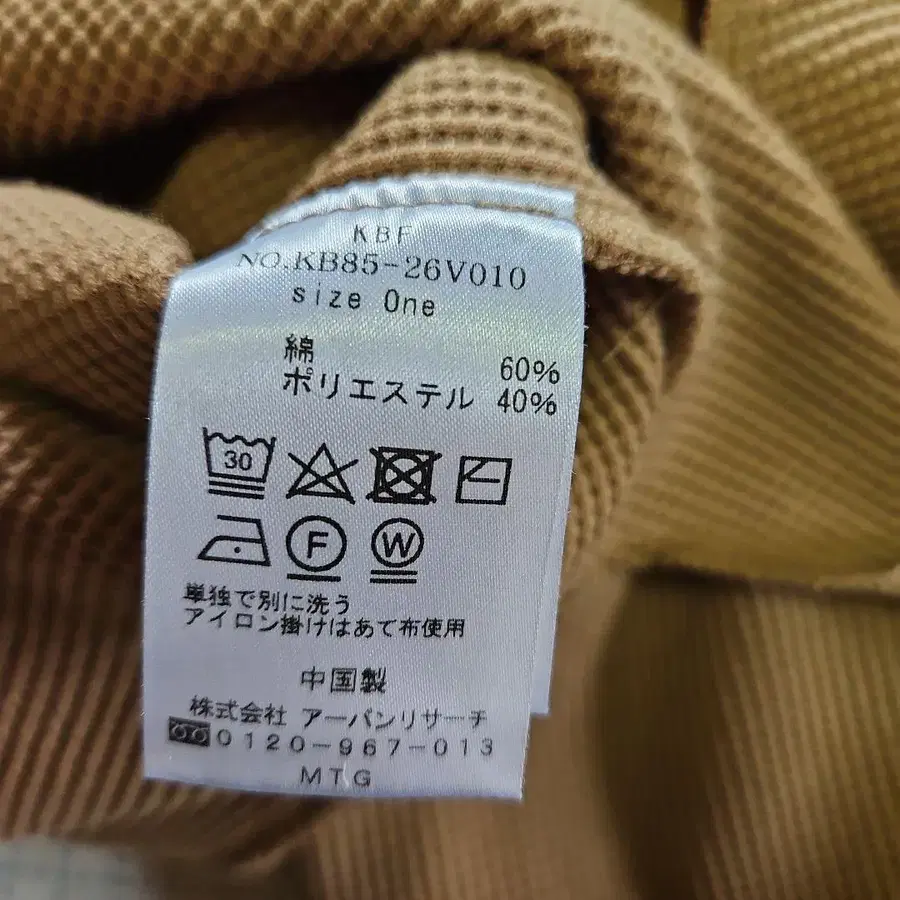 KBF
NO.KB85-26V010
size One
綿 60%
ポリエステル 40%
30
F W
単独で別に洗う
アイロン掛けはあて布使用
中国製
株式会社 アーバンリサーチ
0120-967-013
MTG